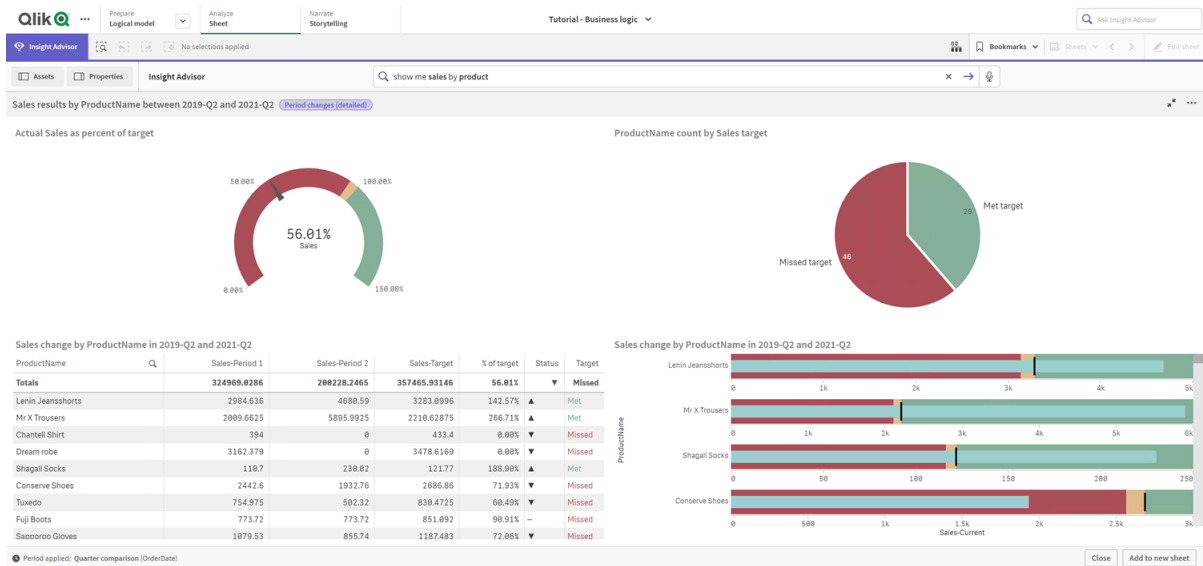 Qlik
Prepare
Logical model
Analyze
Sheet
Narrate
Storytelling
Tutorial - Business logic
Ask Insight Advisor
Insight Advisor
No selections applied
Bookmarks
Sheets
Edit sheet
Assets
Properties
Insight Advisor
show me sales by product
Sales results by ProductName between 2019-Q2 and 2021-Q2 Period changes (detailed)
Actual Sales as percent of target
50.00% 100.00%
56.01%
Sales
0.00% 150.00%
ProductName count by Sales target
29 Met target
Missed target 46
Sales change by ProductName in 2019-Q2 and 2021-Q2
ProductName Sales-Period 1 Sales-Period 2 Sales-Target % of target Status Target
Totals 324969.0286 200228.2465 357465.93146 56.01% ▼ Missed
Lenin Jeansshorts 2984.636 4680.59 3283.0996 142.57% ▲ Met
Mr X Trousers 2009.6625 5895.9925 2210.62875 266.71% ▲ Met
Chantell Shirt 394 0 433.4 0.00% ▼ Missed
Dream robe 3162.379 0 3478.6169 0.00% ▼ Missed
Shagall Socks 110.7 230.02 121.77 188.90% ▲ Met
Conserve Shoes 2442.6 1932.76 2686.86 71.93% ▼ Missed
Tuxedo 754.975 502.32 830.4725 60.49% ▼ Missed
Fuji Boots 773.72 773.72 851.092 90.91% -- Missed
Sapporoo Gloves 1079.53 855.74 1187.483 72.06% ▼ Missed
Sales change by ProductName in 2019-Q2 and 2021-Q2
ProductName
Lenin Jeansshorts
0 1k 2k 3k 4k 5k
Mr X Trousers
0 1k 2k 3k 4k 5k 6k
Shagall Socks
0 50 100 150 200 250
Conserve Shoes
0 500 1k 1.5k 2k 2.5k 3k
Sales-Current
Period applied: Quarter comparison (OrderDate)
Close
Add to new sheet